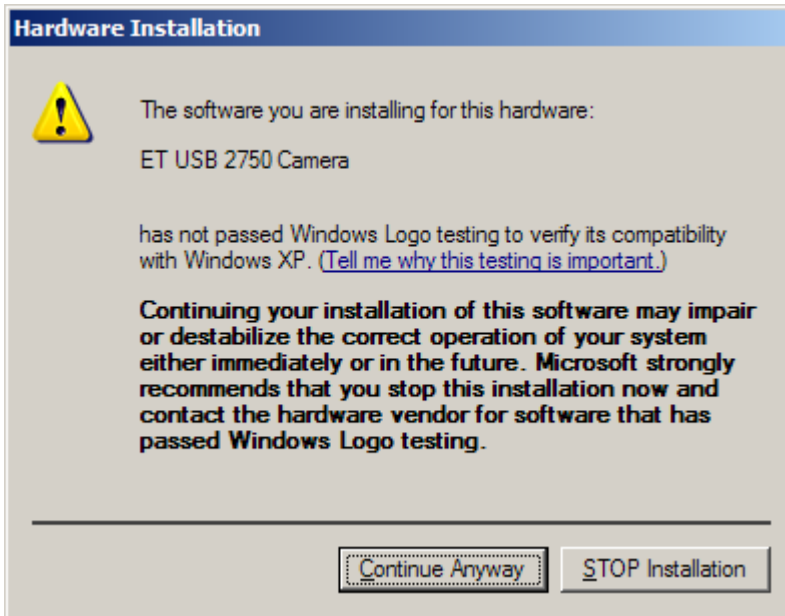 Hardware Installation
The software you are installing for this hardware:
ET USB 2750 Camera
has not passed Windows Logo testing to verify its compatibility
with Windows XP. (Tell me why this testing is important.)
Continuing your installation of this software may impair
or destabilize the correct operation of your system
either immediately or in the future. Microsoft strongly
recommends that you stop this installation now and
contact the hardware vendor for software that has
passed Windows Logo testing.
Continue Anyway
STOP Installation